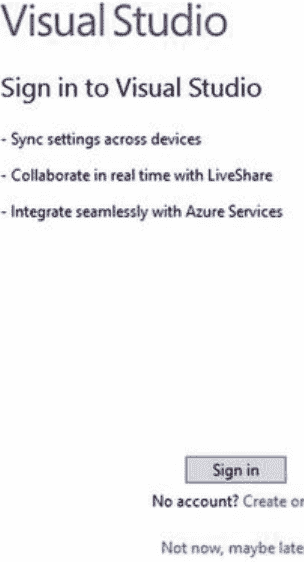 Visual Studio
Sign in to Visual Studio
- Sync settings across devices
- Collaborate in real time with LiveShare
- Integrate seamlessly with Azure Services
Sign in
No account? Create or
Not now, maybe late